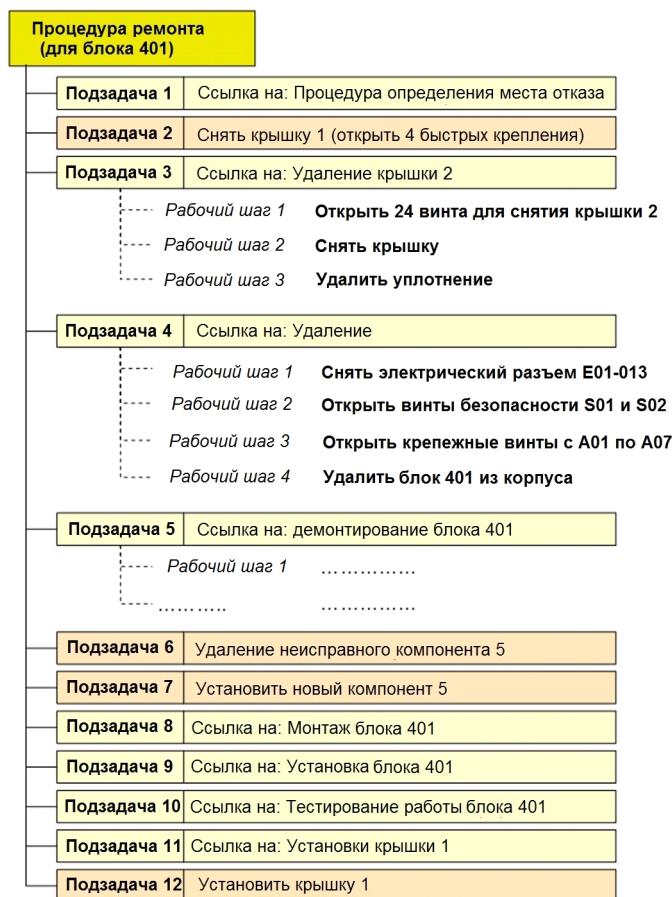 Процедура ремонта
(для блока 401)
Подзадача 1 Ссылка на: Процедура определения места отказа
Подзадача 2 Снять крышку 1 (открыть 4 быстрых крепления)
Подзадача 3 Ссылка на: Удаление крышки 2
Рабочий шаг 1 Открыть 24 винта для снятия крышки 2
Рабочий шаг 2 Снять крышку
Рабочий шаг 3 Удалить уплотнение
Подзадача 4 Ссылка на: Удаление
Рабочий шаг 1 Снять электрический разъем E01-013
Рабочий шаг 2 Открыть винты безопасности S01 и S02
Рабочий шаг 3 Открыть крепежные винты с А01 по А07
Рабочий шаг 4 Удалить блок 401 из корпуса
Подзадача 5 Ссылка на: демонтирование блока 401
Рабочий шаг 1 ……………
……….. ……………
Подзадача 6 Удаление неисправного компонента 5
Подзадача 7 Установить новый компонент 5
Подзадача 8 Ссылка на: Монтаж блока 401
Подзадача 9 Ссылка на: Установка блока 401
Подзадача 10 Ссылка на: Тестирование работы блока 401
Подзадача 11 Ссылка на: Установки крышки 1
Подзадача 12 Установить крышку 1